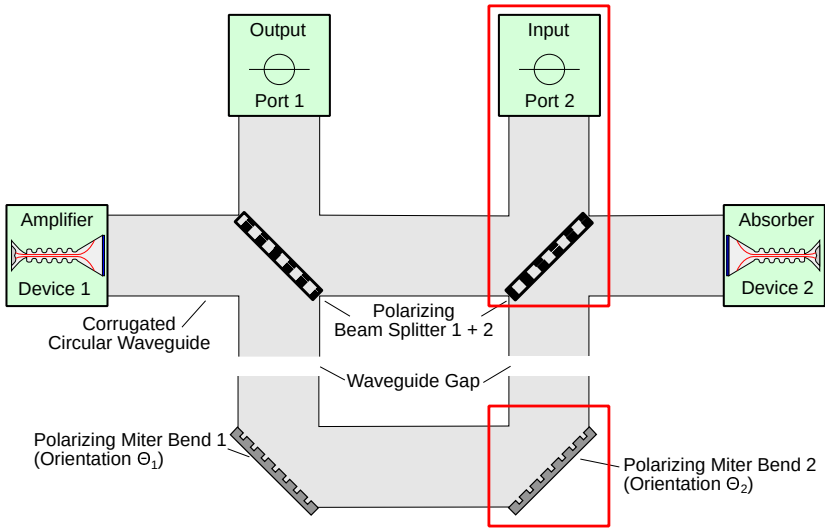 Output
Port 1
Input
Port 2
Amplifier
Device 1
Absorber
Device 2
Corrugated
Circular Waveguide
Polarizing
Beam Splitter 1 + 2
Waveguide Gap
Polarizing Miter Bend 1
(Orientation Θ₁)
Polarizing Miter Bend 2
(Orientation Θ₂)